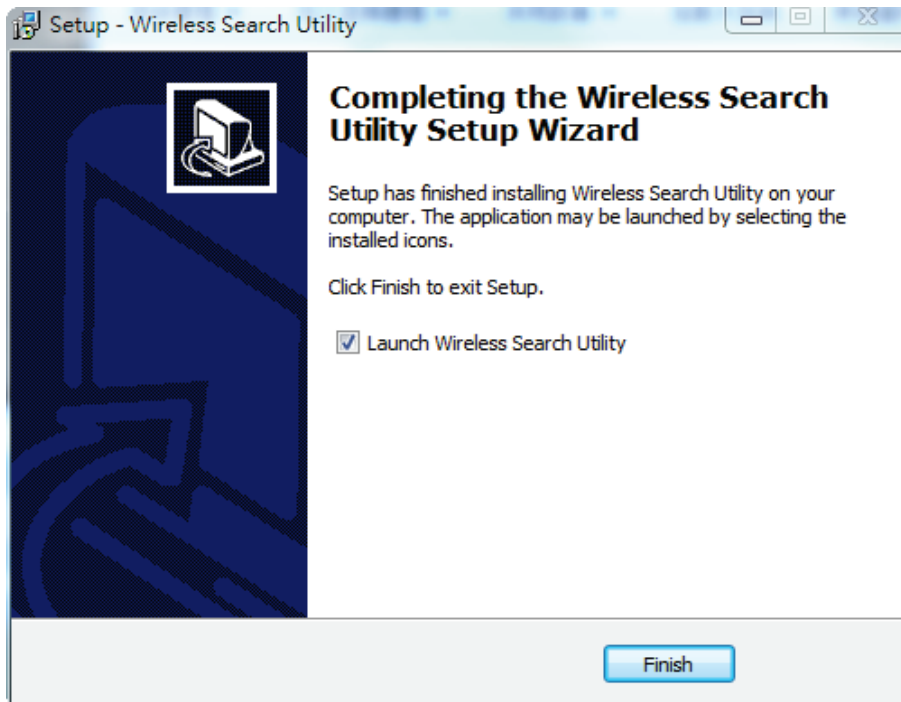 Setup - Wireless Search Utility
Completing the Wireless Search
Utility Setup Wizard
Setup has finished installing Wireless Search Utility on your
computer. The application may be launched by selecting the
installed icons.
Click Finish to exit Setup.
Launch Wireless Search Utility
Finish